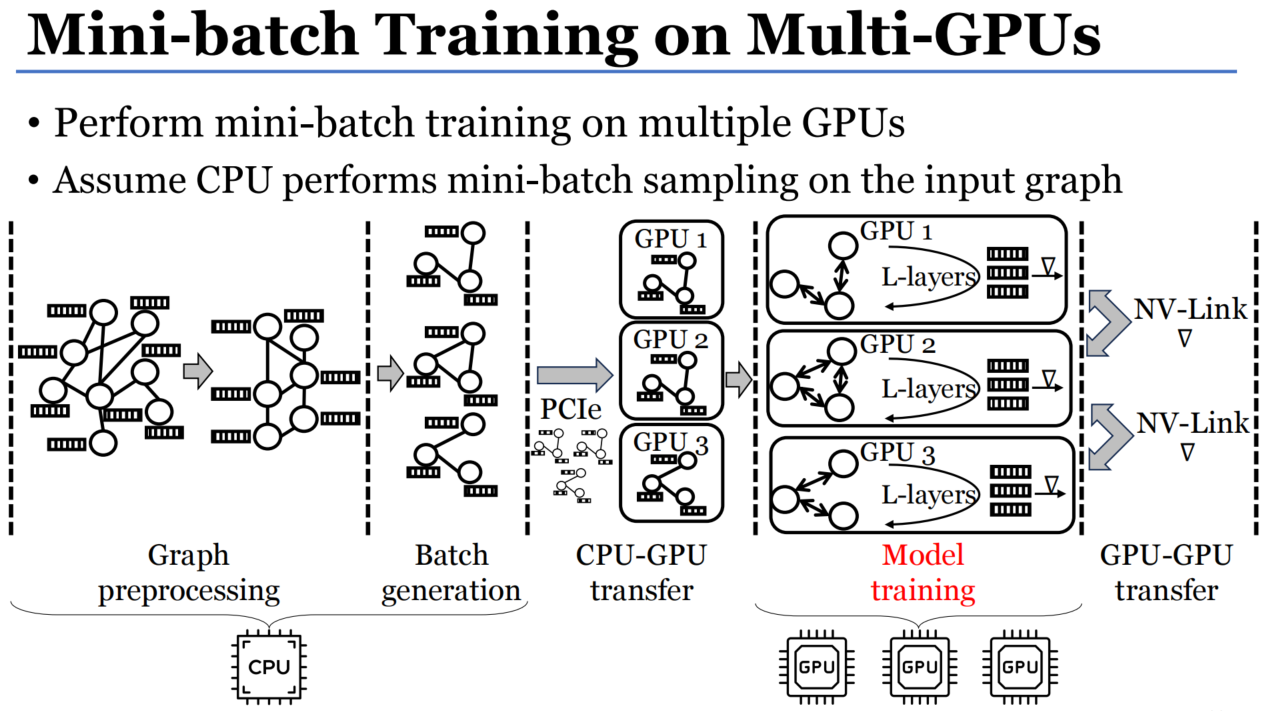 Mini-batch Training on Multi-GPUs
• Perform mini-batch training on multiple GPUs
• Assume CPU performs mini-batch sampling on the input graph
GPU 1
GPU 2
GPU 3
PCIe
GPU 1
L-layers
∇
GPU 2
L-layers
∇
GPU 3
L-layers
∇
NV-Link
∇
NV-Link
∇
Graph
preprocessing
Batch
generation
CPU-GPU
transfer
Model
training
GPU-GPU
transfer
CPU
GPU
GPU
GPU